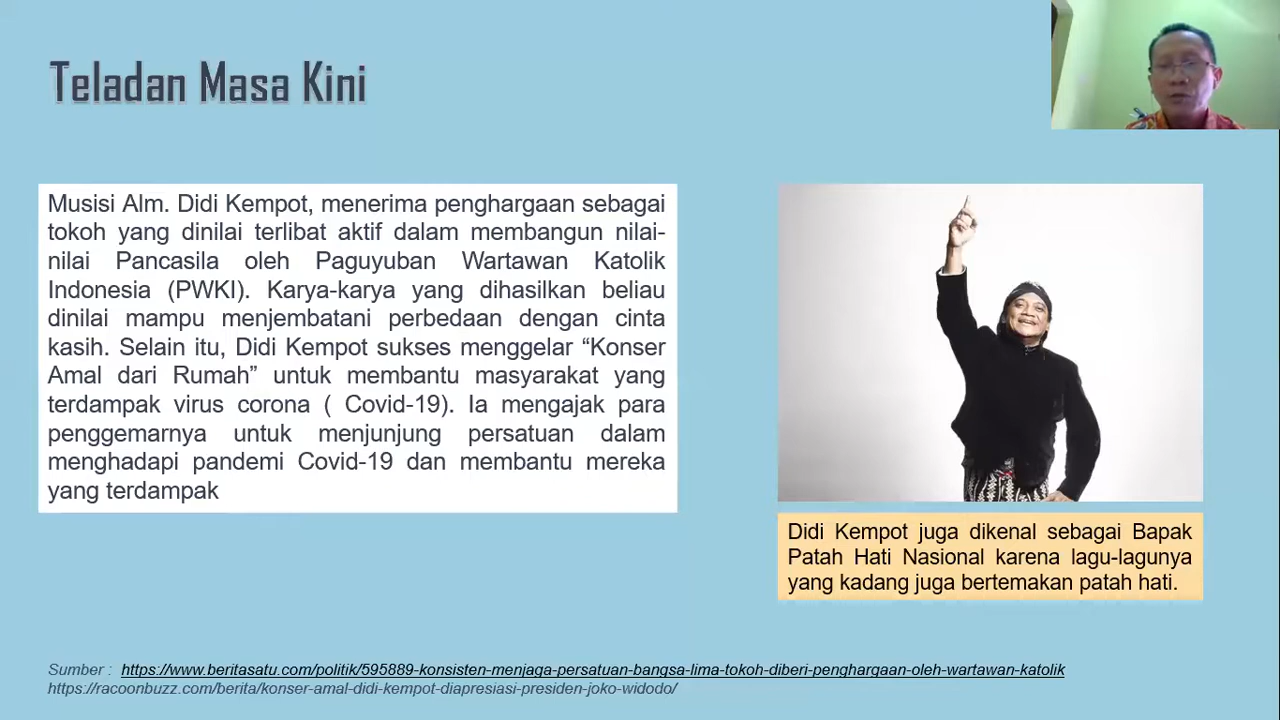 Teladan Masa Kini
Musisi Alm. Didi Kempot, menerima penghargaan sebagai
tokoh yang dinilai terlibat aktif dalam membangun nilai-
nilai Pancasila oleh Paguyuban Wartawan Katolik
Indonesia (PWKI). Karya-karya yang dihasilkan beliau
dinilai mampu menjembatani perbedaan dengan cinta
kasih. Selain itu, Didi Kempot sukses menggelar “Konser
Amal dari Rumah” untuk membantu masyarakat yang
terdampak virus corona ( Covid-19). Ia mengajak para
penggemarnya untuk menjunjung persatuan dalam
menghadapi pandemi Covid-19 dan membantu mereka
yang terdampak
Didi Kempot juga dikenal sebagai Bapak
Patah Hati Nasional karena lagu-lagunya
yang kadang juga bertemakan patah hati.
Sumber : https://www.beritasatu.com/politik/595889-konsisten-menjaga-persatuan-bangsa-lima-tokoh-diberi-penghargaan-oleh-wartawan-katolik
https://racoonbuzz.com/berita/konser-amal-didi-kempot-diapresiasi-presiden-joko-widodo/